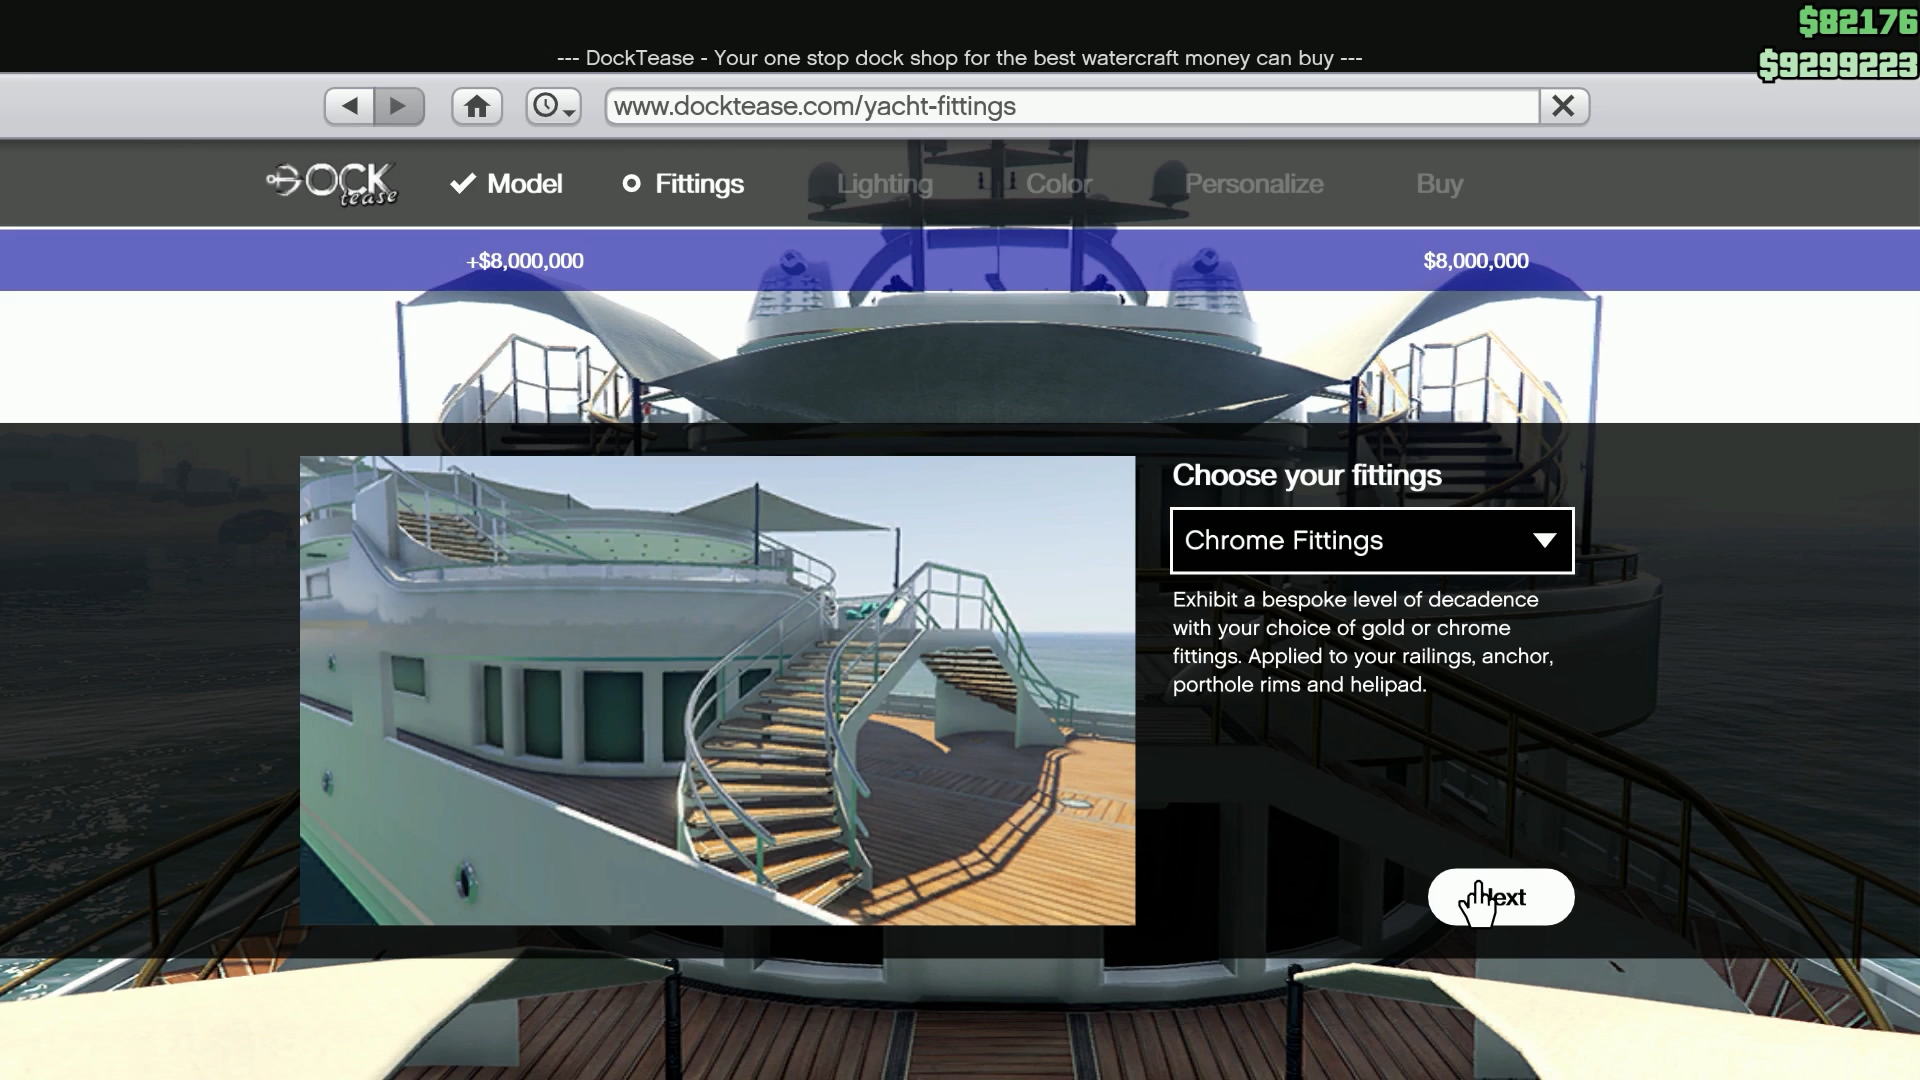 $82176
--- DockTease - Your one stop dock shop for the best watercraft money can buy ---
$9299223
www.docktease.com/yacht-fittings
DOCK
tease
Model
Fittings
Lighting
Color
Personalize
Buy
+$8,000,000
$8,000,000
Choose your fittings
Chrome Fittings
Exhibit a bespoke level of decadence
with your choice of gold or chrome
fittings. Applied to your railings, anchor,
porthole rims and helipad.
Next